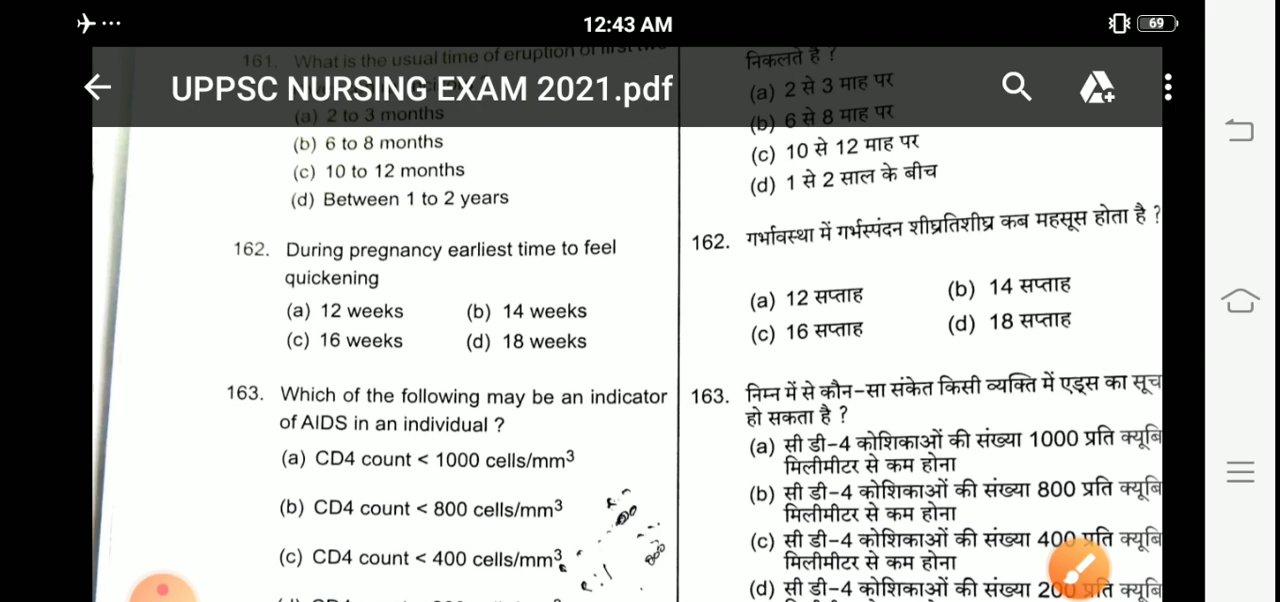 12:43 AM
69
UPPSC NURSING EXAM 2021.pdf
161. What is the usual time of eruption of first
(a) 2 to 3 months
(b) 6 to 8 months
(c) 10 to 12 months
(d) Between 1 to 2 years
162. During pregnancy earliest time to feel
quickening
(a) 12 weeks (b) 14 weeks
(c) 16 weeks (d) 18 weeks
163. Which of the following may be an indicator
of AIDS in an individual ?
(a) CD4 count < 1000 cells/mm³
(b) CD4 count < 800 cells/mm³
(c) CD4 count < 400 cells/mm³
निकलते है ?
(a) 2 से 3 माह पर
(b) 6 से 8 माह पर
(c) 10 से 12 माह पर
(d) 1 से 2 साल के बीच
162. गर्भावस्था में गर्भस्पंदन शीघ्रतिशीघ्र कब महसूस होता है ?
(a) 12 सप्ताह (b) 14 सप्ताह
(c) 16 सप्ताह (d) 18 सप्ताह
163. निम्न में से कौन-सा संकेत किसी व्यक्ति में एड्स का सूच
हो सकता है ?
(a) सी डी-4 कोशिकाओं की संख्या 1000 प्रति क्यूबि
मिलीमीटर से कम होना
(b) सी डी-4 कोशिकाओं की संख्या 800 प्रति क्यूबि
मिलीमीटर से कम होना
(c) सी डी-4 कोशिकाओं की संख्या 400 प्रति क्यूबि
मिलीमीटर से कम होना
(d) सी डी-4 कोशिकाओं की संख्या 200 प्रति क्यूबि